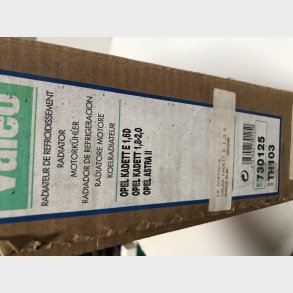 Valeo
RADIATEUR DE REFROIDISSEMENT
RADIATOR
MOTORKÜHLER
RADIADOR DE REFRIGERACION
RADIATORE MOTORE
KOELRADIATEUR
OPEL KADETT E 1,6D
OPEL KADETT 1,8-2,0
OPEL ASTRA II
730125
TH103